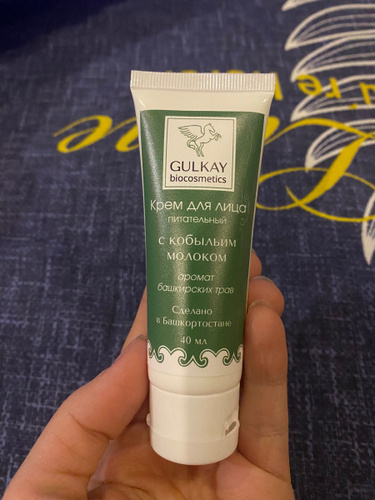 GULKAY
biocosmetics
Крем для лица
питательный
с кобыльим
молоком
аромат
башкирских трав
Сделано
в Башкортостане
40 мл